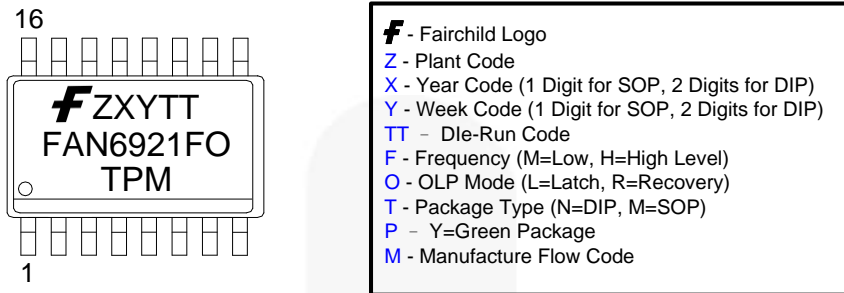 16
ZXYTT
FAN6921FO
TPM
1
- Fairchild Logo
Z - Plant Code
X - Year Code (1 Digit for SOP, 2 Digits for DIP)
Y - Week Code (1 Digit for SOP, 2 Digits for DIP)
TT – DIe-Run Code
F - Frequency (M=Low, H=High Level)
O - OLP Mode (L=Latch, R=Recovery)
T - Package Type (N=DIP, M=SOP)
P – Y=Green Package
M - Manufacture Flow Code